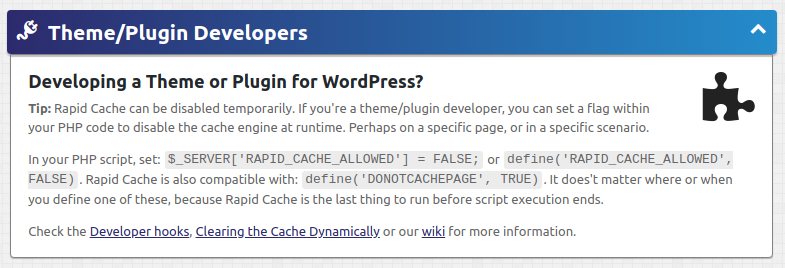 Theme/Plugin Developers
Developing a Theme or Plugin for WordPress?
Tip: Rapid Cache can be disabled temporarily. If you're a theme/plugin developer, you can set a flag within
your PHP code to disable the cache engine at runtime. Perhaps on a specific page, or in a specific scenario.
In your PHP script, set: $_SERVER['RAPID_CACHE_ALLOWED'] = FALSE; or define('RAPID_CACHE_ALLOWED',
FALSE). Rapid Cache is also compatible with: define('DONOTCACHEPAGE', TRUE). It does't matter where or when
you define one of these, because Rapid Cache is the last thing to run before script execution ends.
Check the Developer hooks, Clearing the Cache Dynamically or our wiki for more information.